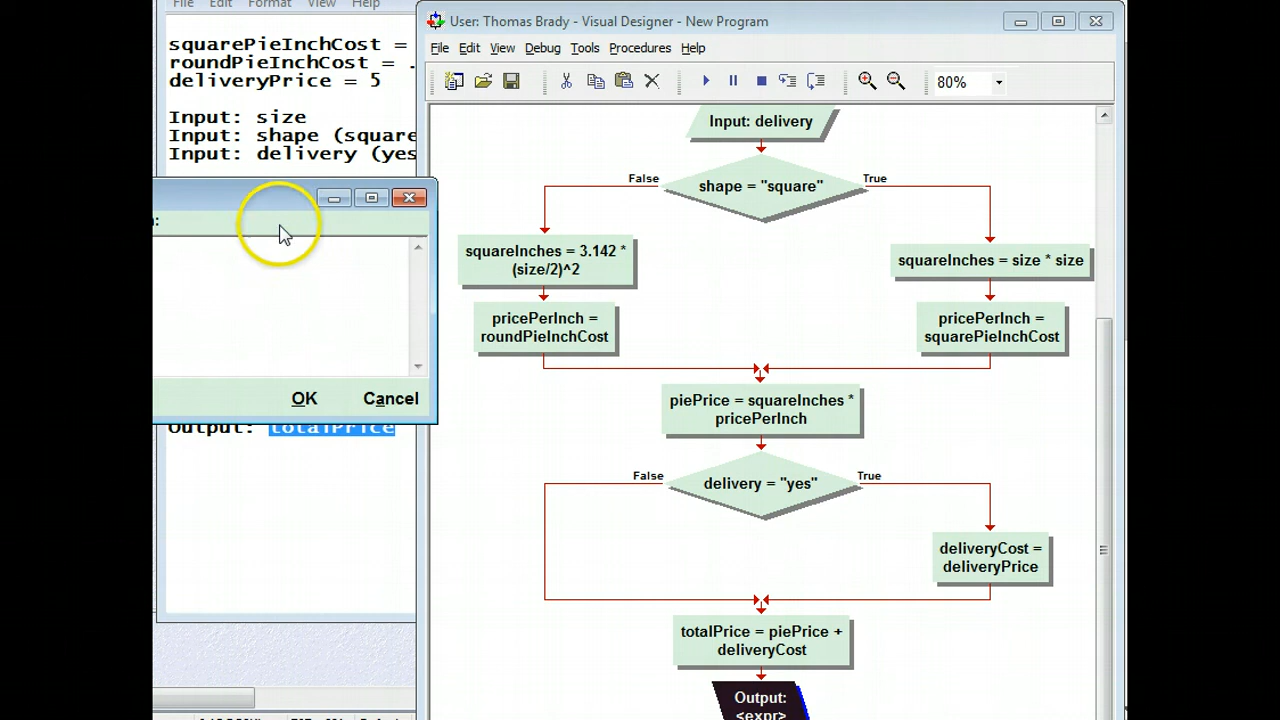 File Edit Format View Help
squarePieInchCost =
roundPieInchCost = .
deliveryPrice = 5
Input: size
Input: shape (square
Input: delivery (yes
:
OK Cancel
Output: totalPrice
User: Thomas Brady - Visual Designer - New Program
File Edit View Debug Tools Procedures Help
80%
Input: delivery
False
shape = "square"
True
squareInches = 3.142 *
(size/2)^2
squareInches = size * size
pricePerInch =
roundPieInchCost
pricePerInch =
squarePieInchCost
piePrice = squareInches *
pricePerInch
False
delivery = "yes"
True
deliveryCost =
deliveryPrice
totalPrice = piePrice +
deliveryCost
Output:
<expr>